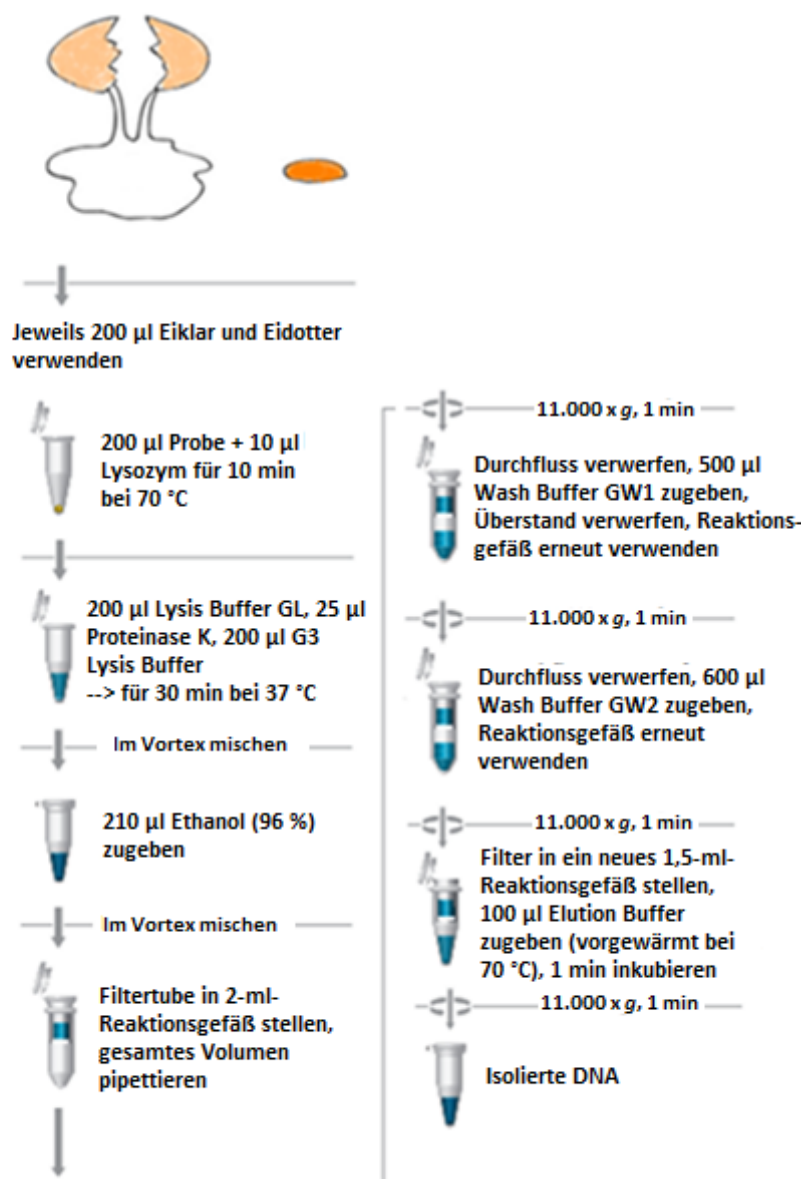 Jeweils 200 µl Eiklar und Eidotter
verwenden
200 µl Probe + 10 µl
Lysozym für 10 min
bei 70 °C
200 µl Lysis Buffer GL, 25 µl
Proteinase K, 200 µl G3
Lysis Buffer
--> für 30 min bei 37 °C
Im Vortex mischen
210 µl Ethanol (96 %)
zugeben
Im Vortex mischen
Filtertube in 2-ml-
Reaktionsgefäß stellen,
gesamtes Volumen
pipettieren
11.000 x g, 1 min
Durchfluss verwerfen, 500 µl
Wash Buffer GW1 zugeben,
Überstand verwerfen, Reaktions-
gefäß erneut verwenden
11.000 x g, 1 min
Durchfluss verwerfen, 600 µl
Wash Buffer GW2 zugeben,
Reaktionsgefäß erneut
verwenden
11.000 x g, 1 min
Filter in ein neues 1,5-ml-
Reaktionsgefäß stellen,
100 µl Elution Buffer
zugeben (vorgewärmt bei
70 °C), 1 min inkubieren
11.000 x g, 1 min
Isolierte DNA